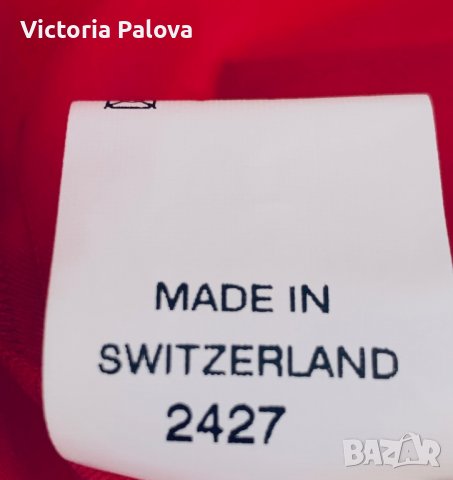 Victoria Palova
MADE IN
SWITZERLAND
2427
BAZAR